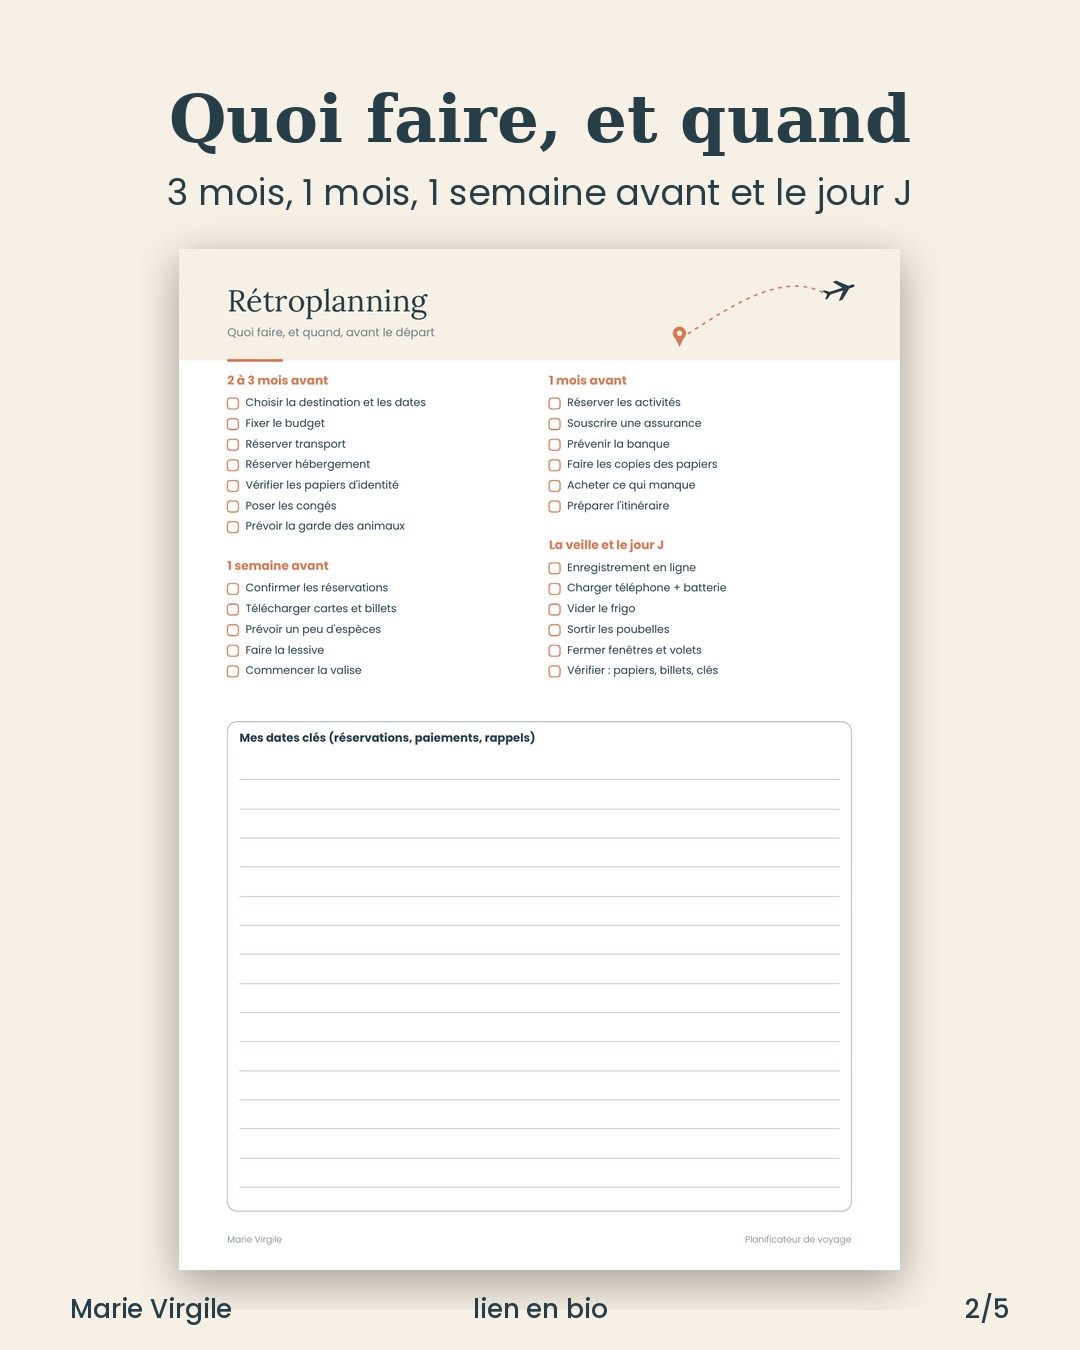 Quoi faire, et quand
3 mois, 1 mois, 1 semaine avant et le jour J
Rétroplanning
Quoi faire, et quand, avant le départ
2 à 3 mois avant
Choisir la destination et les dates
Fixer le budget
Réserver transport
Réserver hébergement
Vérifier les papiers d'identité
Poser les congés
Prévoir la garde des animaux
1 semaine avant
Confirmer les réservations
Télécharger cartes et billets
Prévoir un peu d'espèces
Faire la lessive
Commencer la valise
1 mois avant
Réserver les activités
Souscrire une assurance
Prévenir la banque
Faire les copies des papiers
Acheter ce qui manque
Préparer l'itinéraire
La veille et le jour J
Enregistrement en ligne
Charger téléphone + batterie
Vider le frigo
Sortir les poubelles
Fermer fenêtres et volets
Vérifier : papiers, billets, clés
Mes dates clés (réservations, paiements, rappels)
Marie Virgile
Planificateur de voyage
Marie Virgile
lien en bio
2/5